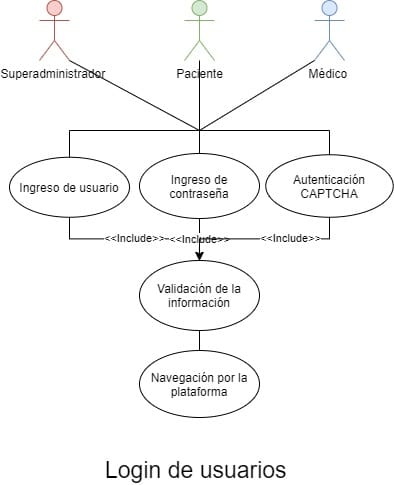 Superadministrador
Paciente
Médico
Ingreso de usuario
Ingreso de
contraseña
Autenticación
CAPTCHA
<<Include>>
<<Include>>
<<Include>>
Validación de la
información
Navegación por la
plataforma
Login de usuarios